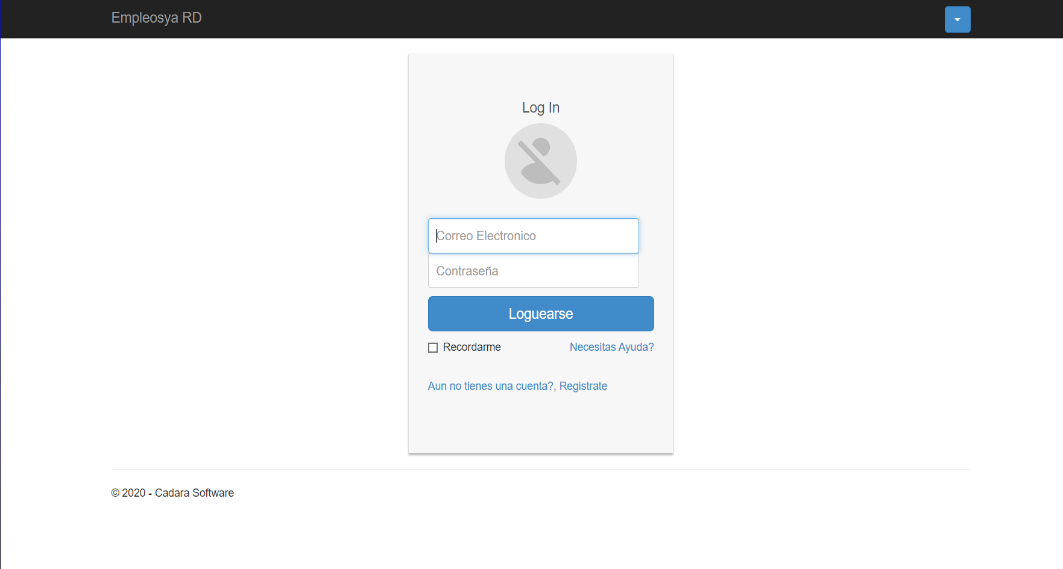 Empleosya RD
Log In
Correo Electronico
Contraseña
Loguearse
Recordarme Necesitas Ayuda?
Aun no tienes una cuenta?, Registrate
© 2020 - Cadara Software